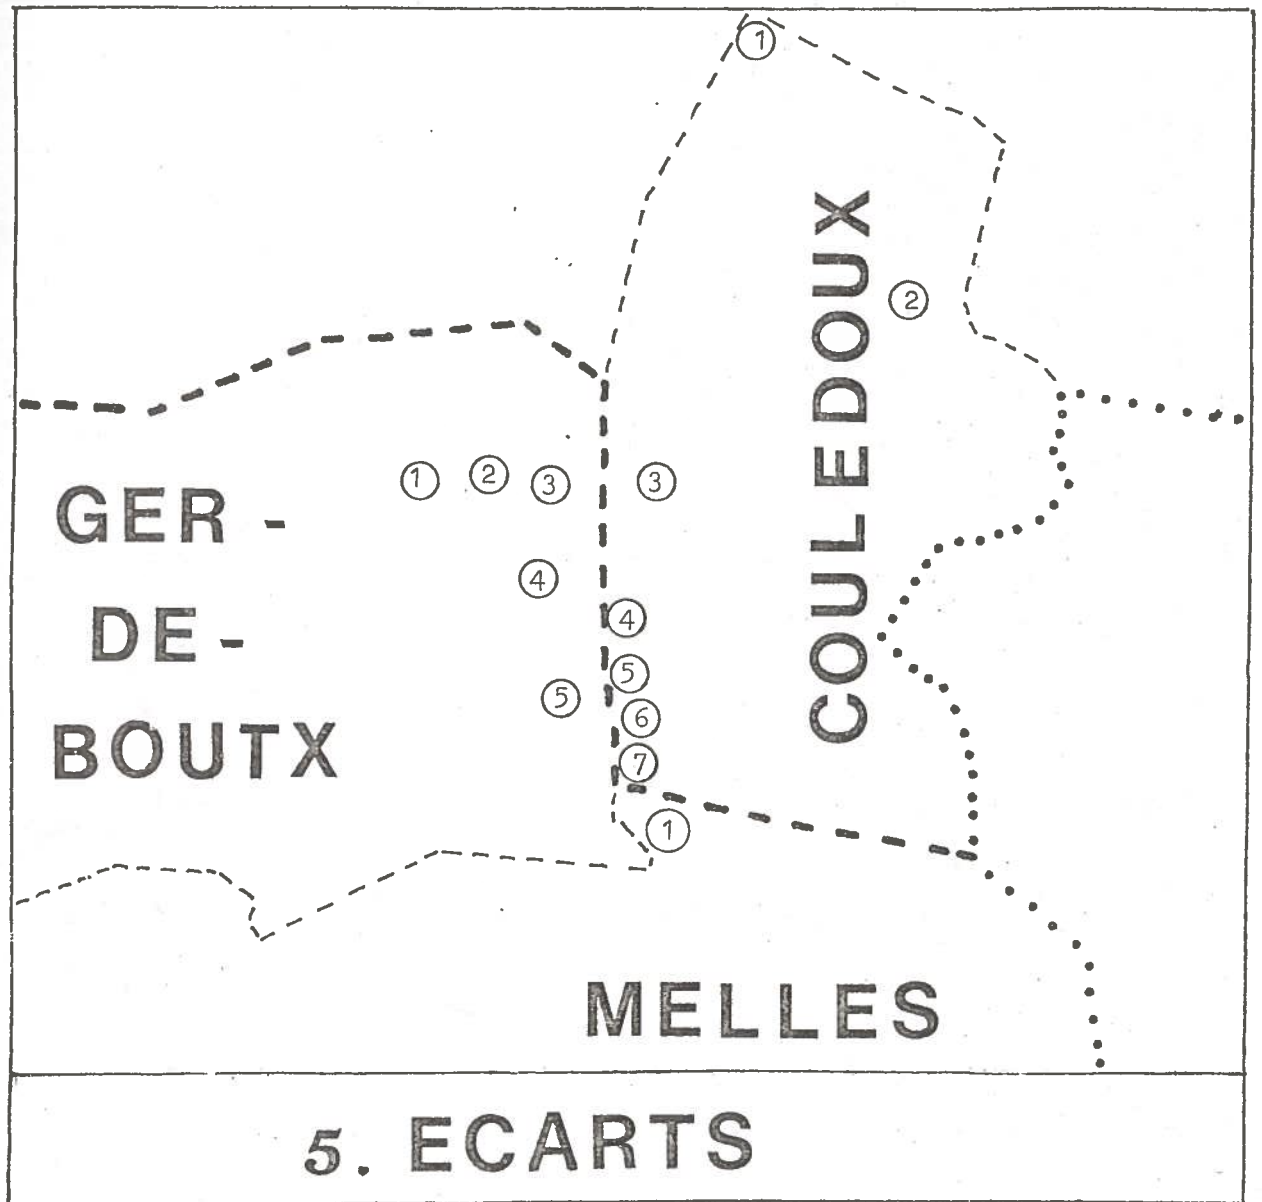 ①
②
① ② ③ ③
GER -
④
DE -
④
⑤ ⑤
⑥
BOUTX
⑦
①
COULEDOUX
MELLES
5. ECARTS